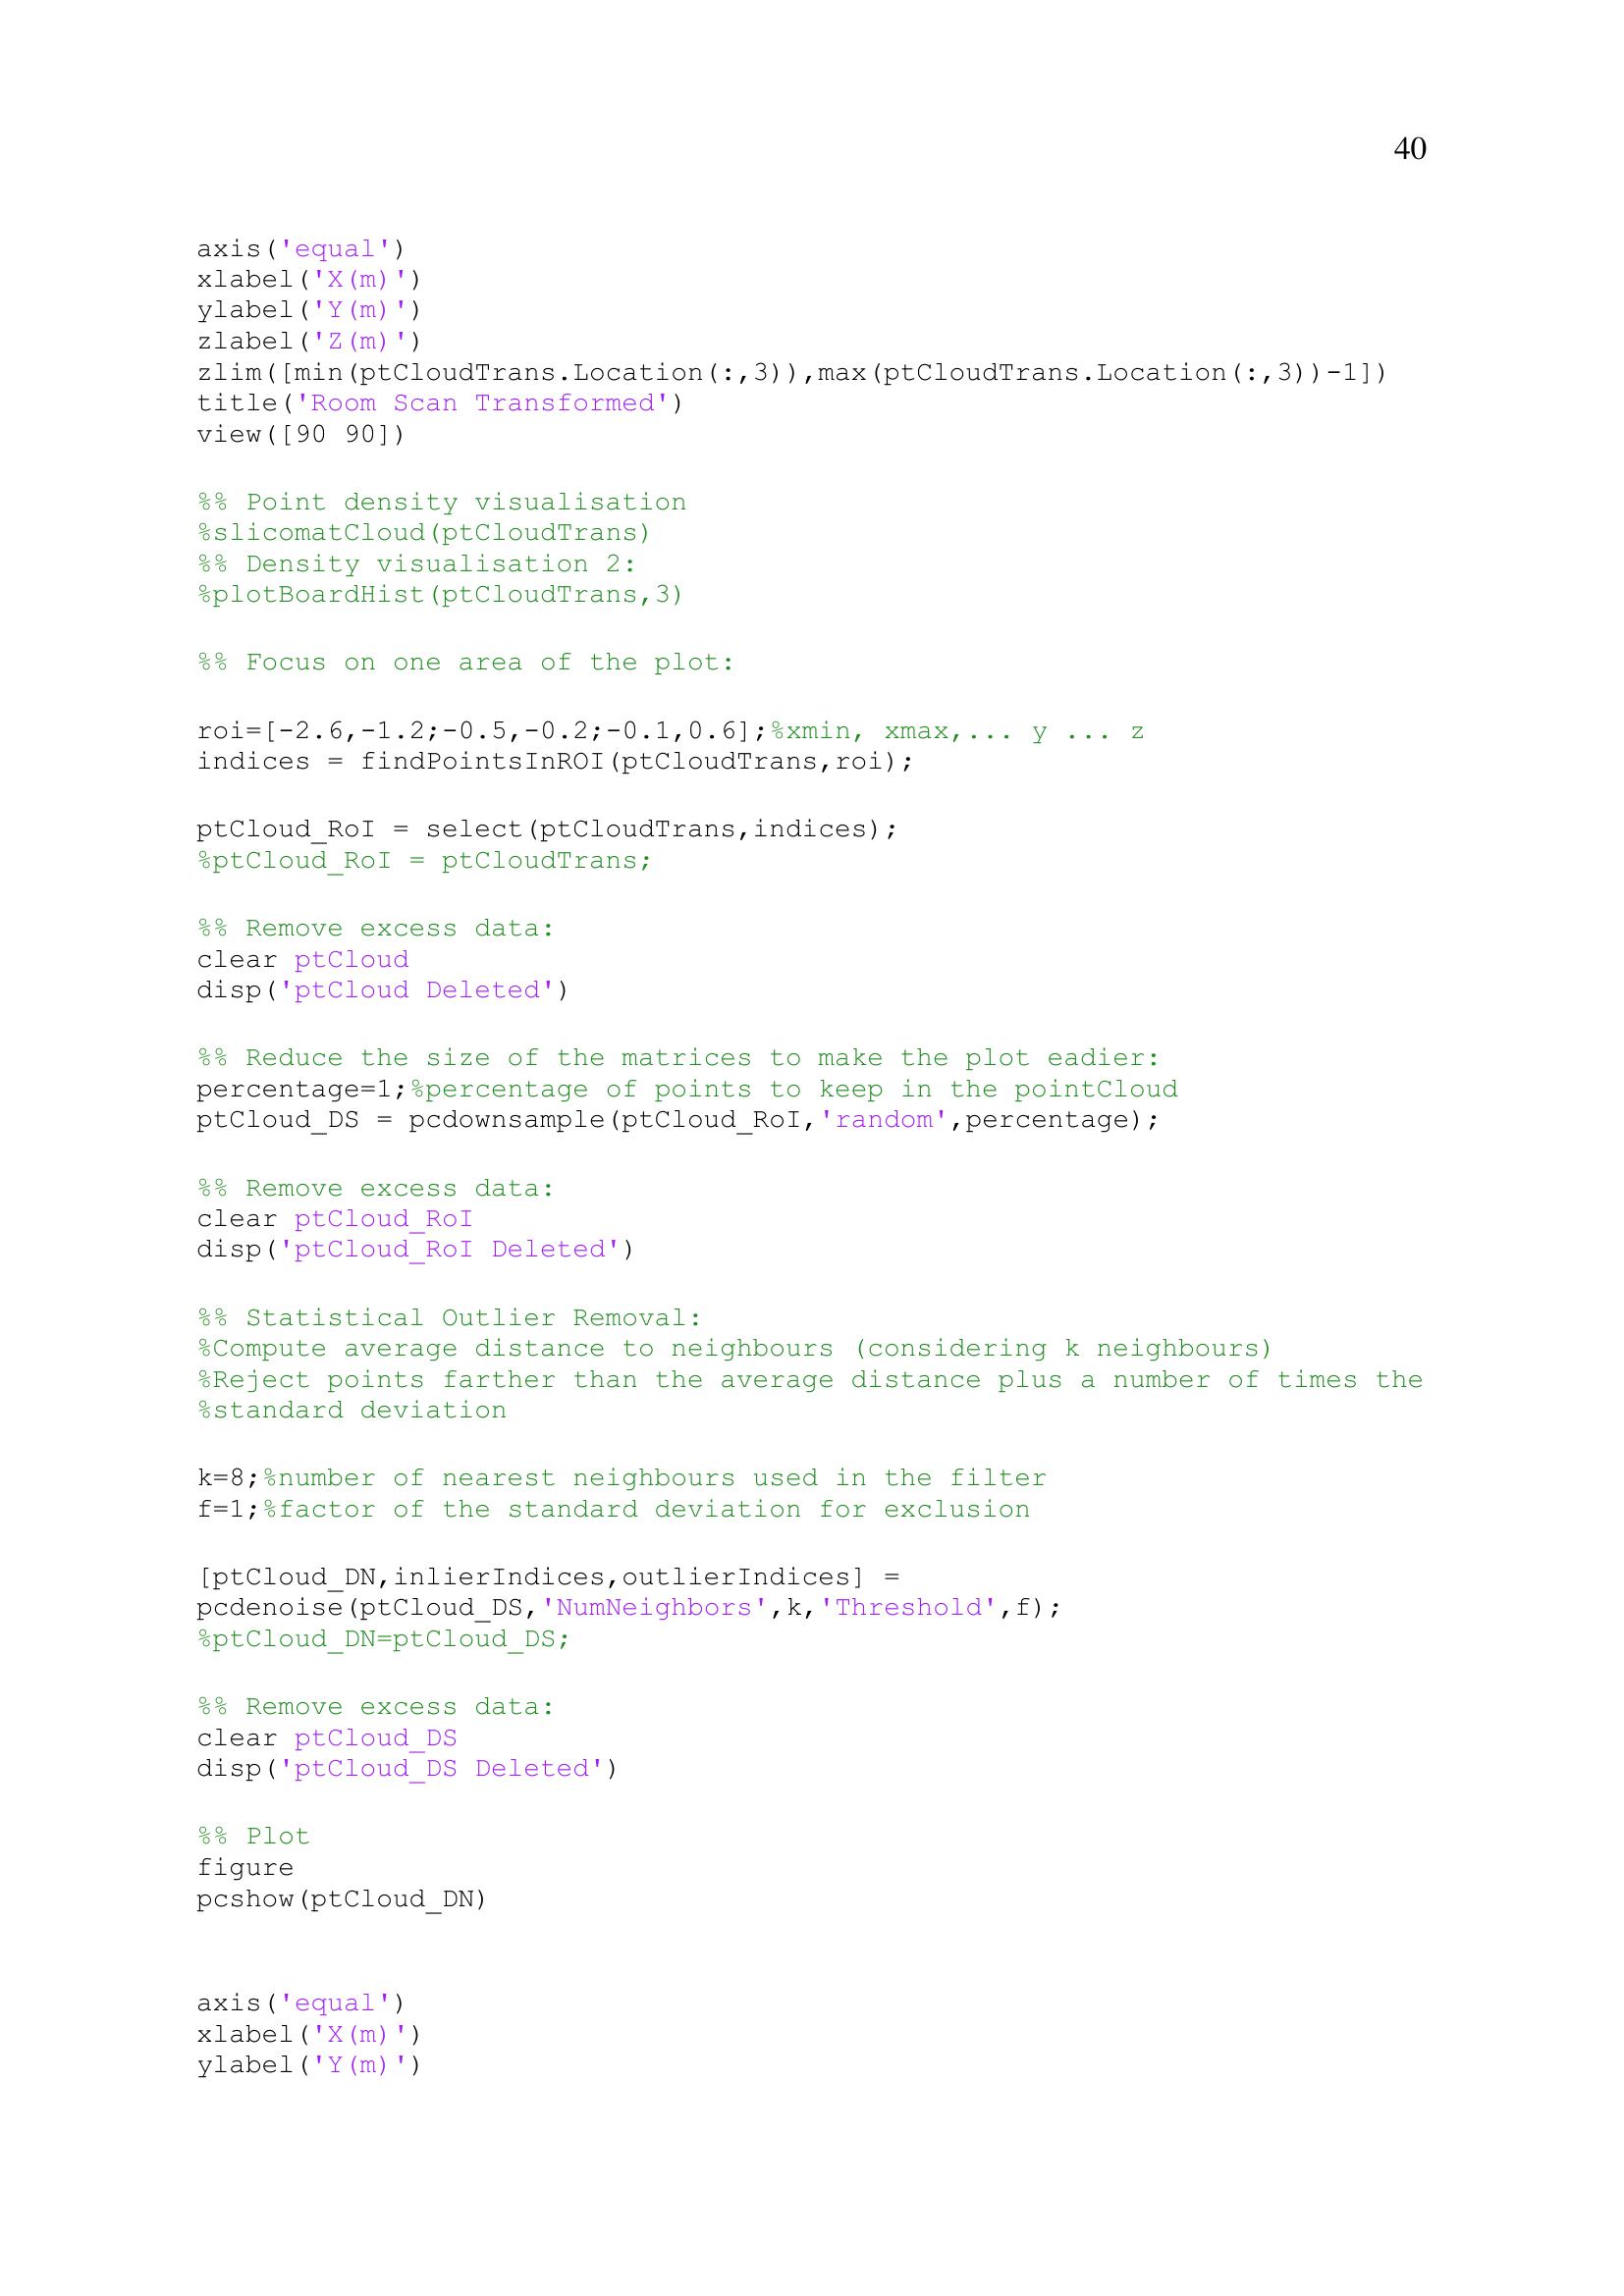 40
axis('equal')
xlabel('X(m)')
ylabel('Y(m)')
zlabel('Z(m)')
zlim([min(ptCloudTrans.Location(:,3)),max(ptCloudTrans.Location(:,3))-1])
title('Room Scan Transformed')
view([90 90])
%% Point density visualisation
%slicomatCloud(ptCloudTrans)
%% Density visualisation 2:
%plotBoardHist(ptCloudTrans,3)
%% Focus on one area of the plot:
roi=[-2.6,-1.2;-0.5,-0.2;-0.1,0.6];%xmin, xmax,... y ... z
indices = findPointsInROI(ptCloudTrans,roi);
ptCloud_RoI = select(ptCloudTrans,indices);
%ptCloud_RoI = ptCloudTrans;
%% Remove excess data:
clear ptCloud
disp('ptCloud Deleted')
%% Reduce the size of the matrices to make the plot eadier:
percentage=1;%percentage of points to keep in the pointCloud
ptCloud_DS = pcdownsample(ptCloud_RoI,'random',percentage);
%% Remove excess data:
clear ptCloud_RoI
disp('ptCloud_RoI Deleted')
%% Statistical Outlier Removal:
%Compute average distance to neighbours (considering k neighbours)
%Reject points farther than the average distance plus a number of times the
%standard deviation
k=8;%number of nearest neighbours used in the filter
f=1;%factor of the standard deviation for exclusion
[ptCloud_DN,inlierIndices,outlierIndices] =
pcdenoise(ptCloud_DS,'NumNeighbors',k,'Threshold',f);
%ptCloud_DN=ptCloud_DS;
%% Remove excess data:
clear ptCloud_DS
disp('ptCloud_DS Deleted')
%% Plot
figure
pcshow(ptCloud_DN)
axis('equal')
xlabel('X(m)')
ylabel('Y(m)')